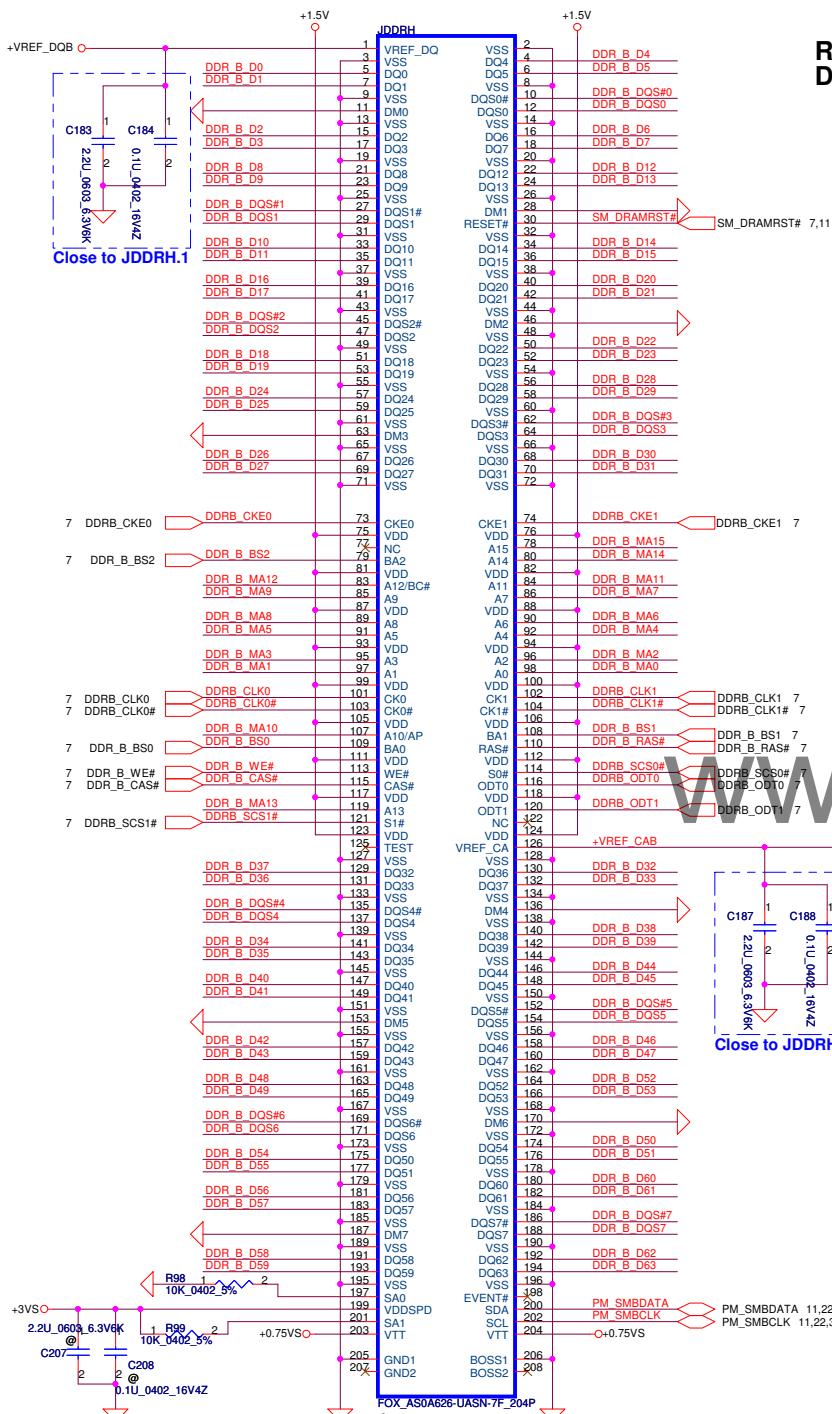 +1.5V
+1.5V
JDDRH
R
D
+VREF_DQB
1 VREF_DQ VSS 2
3 VSS DQ4 4 DDR_B_D4
DDR_B_D0 5 DQ0 DQ5 6 DDR_B_D5
DDR_B_D1 7 DQ1 VSS 8
9 VSS DQS0# 10 DDR_B_DQS#0
11 DM0 DQS0 12 DDR_B_DQS0
13 VSS VSS 14
DDR_B_D2 15 DQ2 DQ6 16 DDR_B_D6
DDR_B_D3 17 DQ3 DQ7 18 DDR_B_D7
19 VSS VSS 20
DDR_B_D8 21 DQ8 DQ12 22 DDR_B_D12
DDR_B_D9 23 DQ9 DQ13 24 DDR_B_D13
25 VSS VSS 26
DDR_B_DQS#1 27 DQS1# DM1 28
DDR_B_DQS1 29 DQS1 RESET# 30 SM_DRAMRST# SM_DRAMRST# 7,11
31 VSS VSS 32
DDR_B_D10 33 DQ10 DQ14 34 DDR_B_D14
DDR_B_D11 35 DQ11 DQ15 36 DDR_B_D15
37 VSS VSS 38
DDR_B_D16 39 DQ16 DQ20 40 DDR_B_D20
DDR_B_D17 41 DQ17 DQ21 42 DDR_B_D21
43 VSS VSS 44
DDR_B_DQS#2 45 DQS2# DM2 46
DDR_B_DQS2 47 DQS2 VSS 48
49 VSS DQ22 50 DDR_B_D22
DDR_B_D18 51 DQ18 DQ23 52 DDR_B_D23
DDR_B_D19 53 DQ19 VSS 54
55 VSS DQ28 56 DDR_B_D28
DDR_B_D24 57 DQ24 DQ29 58 DDR_B_D29
DDR_B_D25 59 DQ25 VSS 60
61 VSS DQS3# 62 DDR_B_DQS#3
63 DM3 DQS3 64 DDR_B_DQS3
65 VSS VSS 66
DDR_B_D26 67 DQ26 DQ30 68 DDR_B_D30
DDR_B_D27 69 DQ27 DQ31 70 DDR_B_D31
71 VSS VSS 72
7 DDRB_CKE0 DDRB_CKE0 73 CKE0 CKE1 74 DDRB_CKE1 DDRB_CKE1 7
75 VDD VDD 76
77 NC A15 78 DDR_B_MA15
7 DDR_B_BS2 DDR_B_BS2 79 BA2 A14 80 DDR_B_MA14
81 VDD VDD 82
DDR_B_MA12 83 A12/BC# A11 84 DDR_B_MA11
DDR_B_MA9 85 A9 A7 86 DDR_B_MA7
87 VDD VDD 88
DDR_B_MA8 89 A8 A6 90 DDR_B_MA6
DDR_B_MA5 91 A5 A4 92 DDR_B_MA4
93 VDD VDD 94
DDR_B_MA3 95 A3 A2 96 DDR_B_MA2
DDR_B_MA1 97 A1 A0 98 DDR_B_MA0
99 VDD VDD 100
7 DDRB_CLK0 DDRB_CLK0 101 CK0 CK1 102 DDRB_CLK1 DDRB_CLK1 7
7 DDRB_CLK0# DDRB_CLK0# 103 CK0# CK1# 104 DDRB_CLK1# DDRB_CLK1# 7
105 VDD VDD 106
DDR_B_MA10 107 A10/AP BA1 108 DDR_B_BS1 DDR_B_BS1 7
7 DDR_B_BS0 DDR_B_BS0 109 BA0 RAS# 110 DDR_B_RAS# DDR_B_RAS# 7
111 VDD VDD 112
7 DDR_B_WE# DDR_B_WE# 113 WE# S0# 114 DDRB_SCS0# DDRB_SCS0# 7
7 DDR_B_CAS# DDR_B_CAS# 115 CAS# ODT0 116 DDRB_ODT0 DDRB_ODT0 7
117 VDD VDD 118
DDR_B_MA13 119 A13 ODT1 120 DDRB_ODT1 DDRB_ODT1 7
7 DDRB_SCS1# DDRB_SCS1# 121 S1# NC 122
123 VDD VDD 124
125 TEST VREF_CA 126 +VREF_CAB
127 VSS VSS 128
DDR_B_D37 129 DQ32 DQ36 130 DDR_B_D32
DDR_B_D36 131 DQ33 DQ37 132 DDR_B_D33
133 VSS VSS 134
DDR_B_DQS#4 135 DQS4# DM4 136
DDR_B_DQS4 137 DQS4 VSS 138
139 VSS DQ38 140 DDR_B_D38
DDR_B_D34 141 DQ34 DQ39 142 DDR_B_D39
DDR_B_D35 143 DQ35 VSS 144
145 VSS DQ44 146 DDR_B_D44
DDR_B_D40 147 DQ40 DQ45 148 DDR_B_D45
DDR_B_D41 149 DQ41 VSS 150
151 VSS DQS5# 152 DDR_B_DQS#5
153 DM5 DQS5 154 DDR_B_DQS5
155 VSS VSS 156
DDR_B_D42 157 DQ42 DQ46 158 DDR_B_D46
DDR_B_D43 159 DQ43 DQ47 160 DDR_B_D47
161 VSS VSS 162
DDR_B_D48 163 DQ48 DQ52 164 DDR_B_D52
DDR_B_D49 165 DQ49 DQ53 166 DDR_B_D53
167 VSS VSS 168
DDR_B_DQS#6 169 DQS6# DM6 170
DDR_B_DQS6 171 DQS6 VSS 172
173 VSS DQ54 174 DDR_B_D50
DDR_B_D54 175 DQ50 DQ55 176 DDR_B_D51
DDR_B_D55 177 DQ51 VSS 178
179 VSS DQ60 180 DDR_B_D60
DDR_B_D56 181 DQ56 DQ61 182 DDR_B_D61
DDR_B_D57 183 DQ57 VSS 184
185 VSS DQS7# 186 DDR_B_DQS#7
187 DM7 DQS7 188 DDR_B_DQS7
189 VSS VSS 190
DDR_B_D58 191 DQ58 DQ62 192 DDR_B_D62
DDR_B_D59 193 DQ59 DQ63 194 DDR_B_D63
195 VSS VSS 196
197 SA0 EVENT# 198
+3VS 199 VDDSPD SDA 200 PM_SMBDATA PM_SMBDATA 11,22
201 SA1 SCL 202 PM_SMBCLK PM_SMBCLK 11,22,3
+0.75VS 203 VTT VTT 204 +0.75VS
205 GND1 BOSS1 206
207 GND2 BOSS2 208
FOX_AS0A626-UASN-7F_204P
C183 1 2
2.2U_0603_6.3V6K
C184 1 2
0.1U_0402_16V4Z
Close to JDDRH.1
WW
C187 1 2
2.2U_0603_6.3V6K
C188 1 2
0.1U_0402_16V4Z
Close to JDDRH
R98
1 2
10K_0402_5%
R99
1 2
10K_0402_5%
2.2U_0603_6.3V6K
@
C207 1 2
C208 1 2
@
0.1U_0402_16V4Z